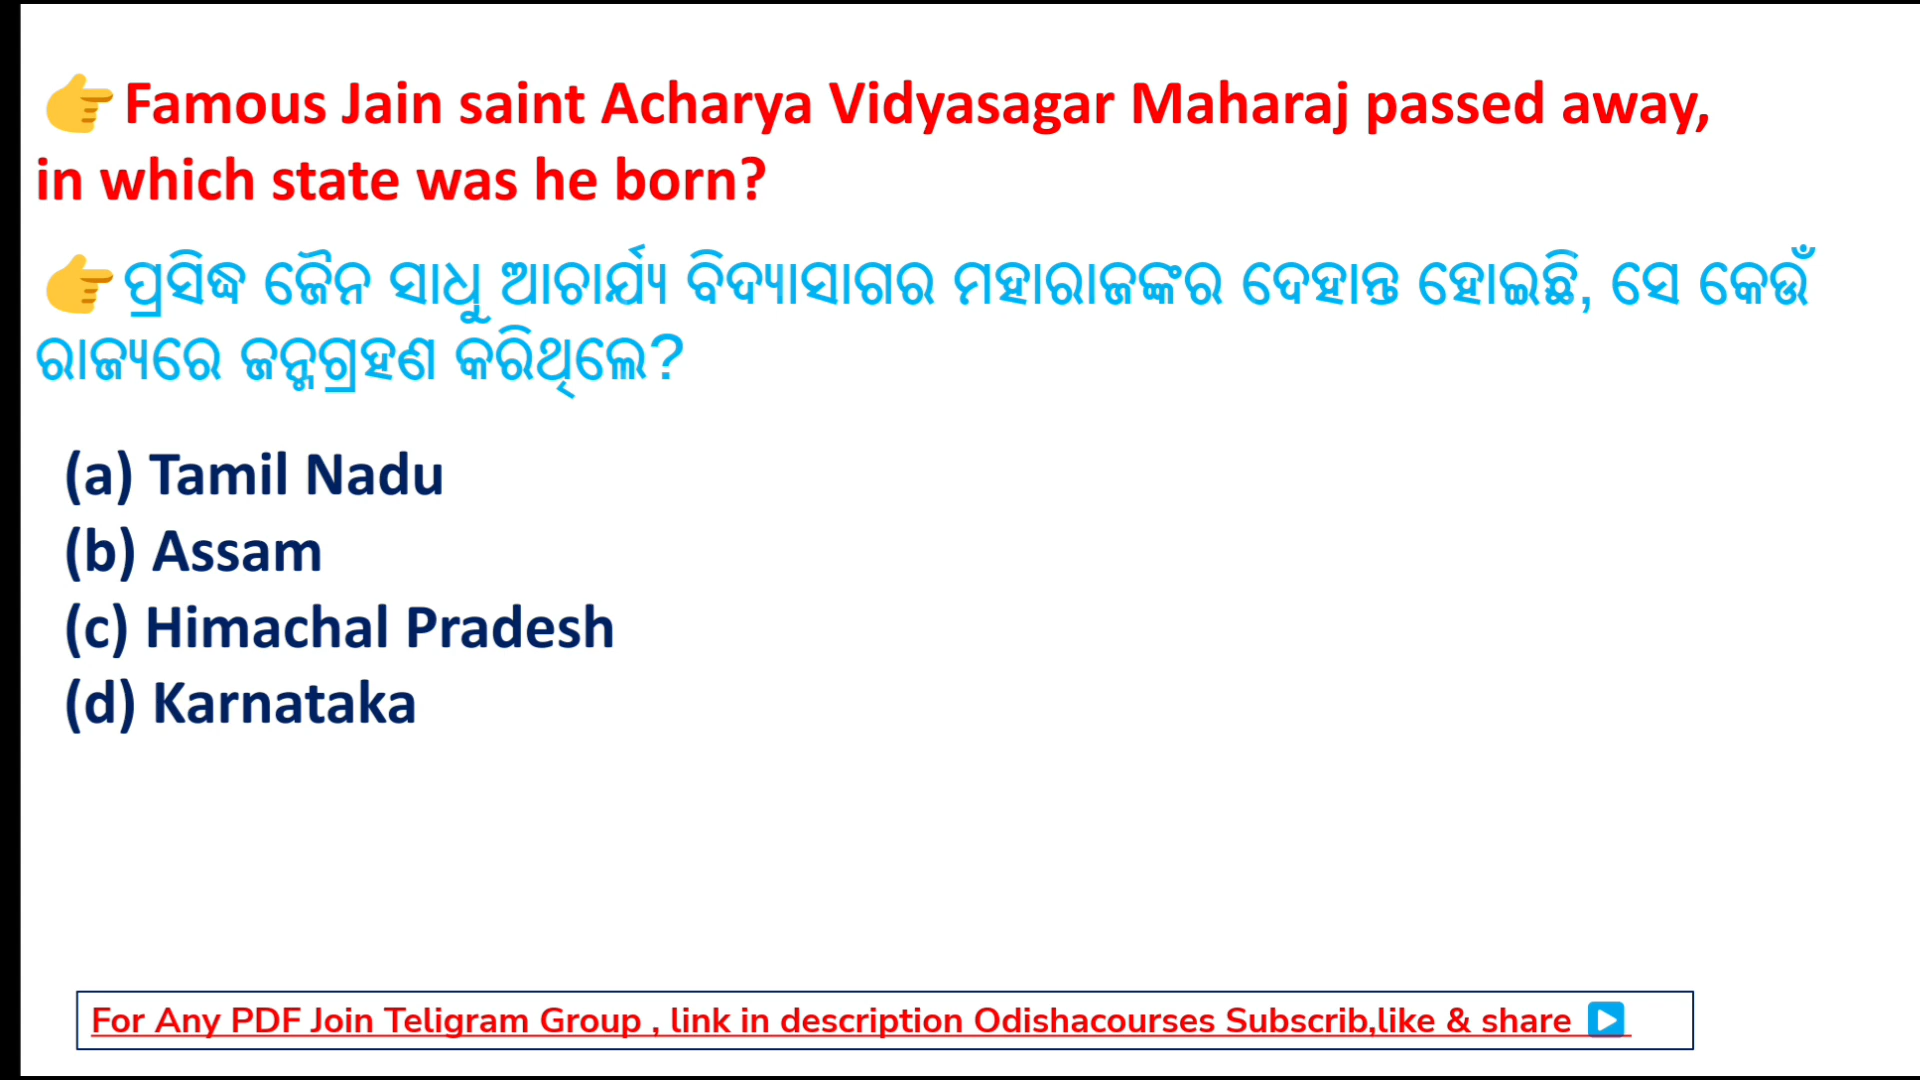 👉Famous Jain saint Acharya Vidyasagar Maharaj passed away,
in which state was he born?
👉ପ୍ରସିଦ୍ଧ ଜୈନ ସାଧୁ ଆଚାର୍ଯ୍ୟ ବିଦ୍ୟାସାଗର ମହାରାଜଙ୍କର ଦେହାନ୍ତ ହୋଇଛି, ସେ କେଉଁ
ରାଜ୍ୟରେ ଜନ୍ମଗ୍ରହଣ କରିଥିଲେ?
(a) Tamil Nadu
(b) Assam
(c) Himachal Pradesh
(d) Karnataka
For Any PDF Join Teligram Group , link in description Odishacourses Subscrib,like & share ▶️